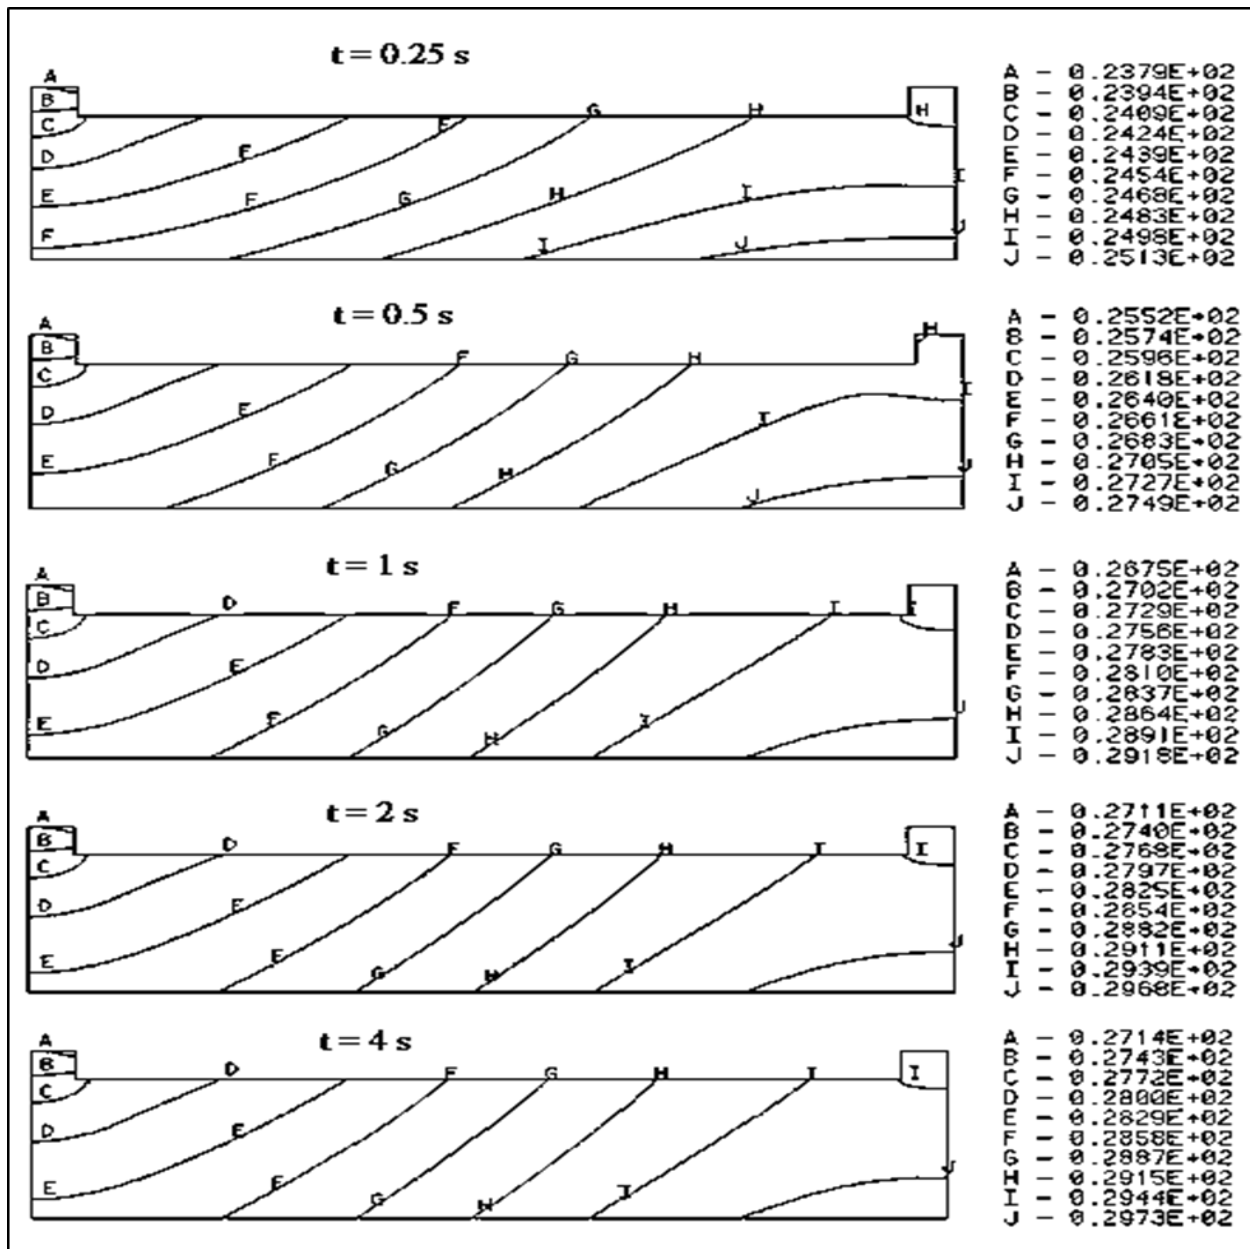 t = 0.25 s
A
B
G H H
C E
D E
I
E F G H I
F I J J
A - 0.2379E+02
B - 0.2394E+02
C - 0.2409E+02
D - 0.2424E+02
E - 0.2439E+02
F - 0.2454E+02
G - 0.2468E+02
H - 0.2483E+02
I - 0.2498E+02
J - 0.2513E+02
t = 0.5 s
A H
B F G H
C I
D E I
E F G H J
J
A - 0.2552E+02
B - 0.2574E+02
C - 0.2596E+02
D - 0.2618E+02
E - 0.2640E+02
F - 0.2661E+02
G - 0.2683E+02
H - 0.2705E+02
I - 0.2727E+02
J - 0.2749E+02
t = 1 s
A
B D F G H I I
C
D E
E F G H I J
A - 0.2675E+02
B - 0.2702E+02
C - 0.2729E+02
D - 0.2756E+02
E - 0.2783E+02
F - 0.2810E+02
G - 0.2837E+02
H - 0.2864E+02
I - 0.2891E+02
J - 0.2918E+02
t = 2 s
A
B D F G H I I
C
D E
E E G H I J
A - 0.2711E+02
B - 0.2740E+02
C - 0.2768E+02
D - 0.2797E+02
E - 0.2825E+02
F - 0.2854E+02
G - 0.2882E+02
H - 0.2911E+02
I - 0.2939E+02
J - 0.2968E+02
t = 4 s
A
B D F G H I I
C
D E
E E G H I J
A - 0.2714E+02
B - 0.2743E+02
C - 0.2772E+02
D - 0.2800E+02
E - 0.2829E+02
F - 0.2858E+02
G - 0.2887E+02
H - 0.2915E+02
I - 0.2944E+02
J - 0.2973E+02